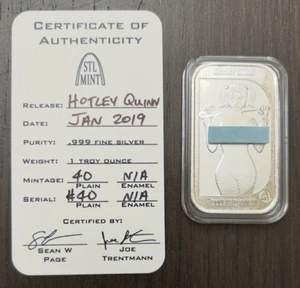 CERTIFICATE OF
AUTHENTICITY
STL
MINT
RELEASE: HOTLEY QUINN
DATE: JAN 2019
PURITY: .999 FINE SILVER
WEIGHT: 1 TROY OUNCE
MINTAGE: 40 N/A
PLAIN ENAMEL
SERIAL: #40 N/A
PLAIN ENAMEL
CERTIFIED BY:
SEAN W JOE
PAGE TRENTMANN